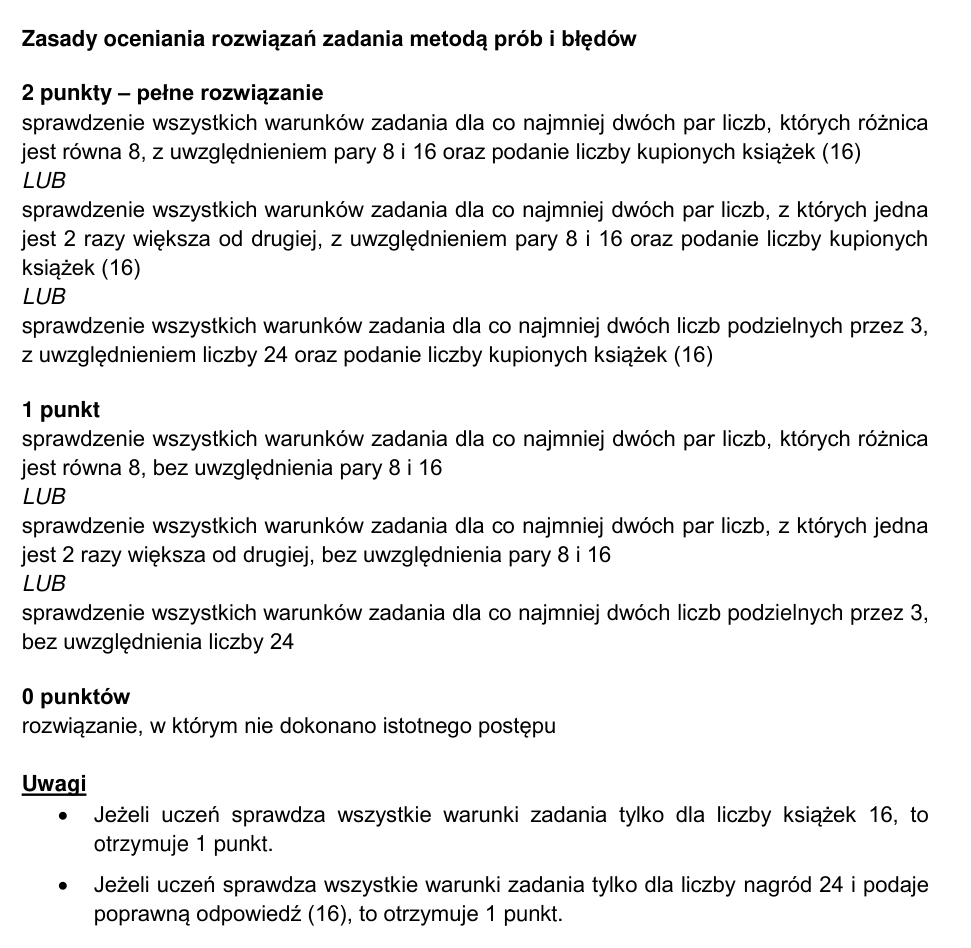 Zasady oceniania rozwiązań zadania metodą prób i błędów
2 punkty – pełne rozwiązanie
sprawdzenie wszystkich warunków zadania dla co najmniej dwóch par liczb, których różnica
jest równa 8, z uwzględnieniem pary 8 i 16 oraz podanie liczby kupionych książek (16)
LUB
sprawdzenie wszystkich warunków zadania dla co najmniej dwóch par liczb, z których jedna
jest 2 razy większa od drugiej, z uwzględnieniem pary 8 i 16 oraz podanie liczby kupionych
książek (16)
LUB
sprawdzenie wszystkich warunków zadania dla co najmniej dwóch liczb podzielnych przez 3,
z uwzględnieniem liczby 24 oraz podanie liczby kupionych książek (16)
1 punkt
sprawdzenie wszystkich warunków zadania dla co najmniej dwóch par liczb, których różnica
jest równa 8, bez uwzględnienia pary 8 i 16
LUB
sprawdzenie wszystkich warunków zadania dla co najmniej dwóch par liczb, z których jedna
jest 2 razy większa od drugiej, bez uwzględnienia pary 8 i 16
LUB
sprawdzenie wszystkich warunków zadania dla co najmniej dwóch liczb podzielnych przez 3,
bez uwzględnienia liczby 24
0 punktów
rozwiązanie, w którym nie dokonano istotnego postępu
Uwagi
• Jeżeli uczeń sprawdza wszystkie warunki zadania tylko dla liczby książek 16, to
otrzymuje 1 punkt.
• Jeżeli uczeń sprawdza wszystkie warunki zadania tylko dla liczby nagród 24 i podaje
poprawną odpowiedź (16), to otrzymuje 1 punkt.